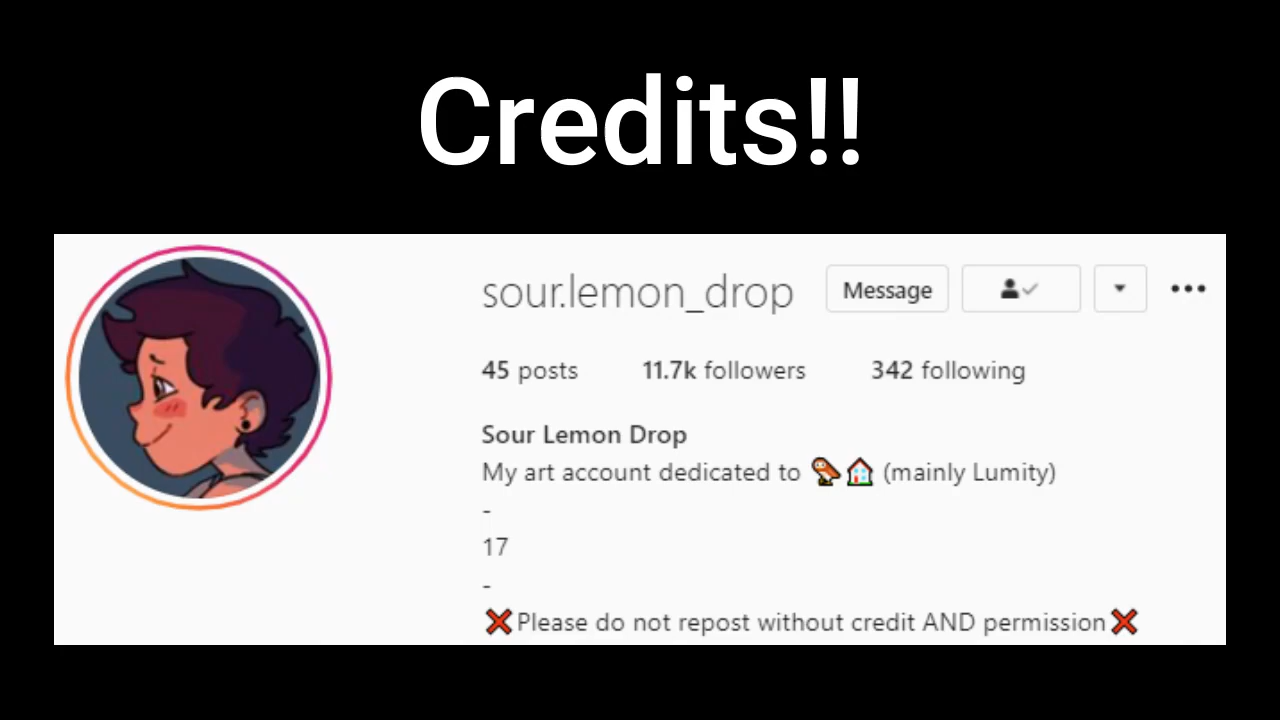 Credits!!
sour.lemon_drop Message
45 posts 11.7k followers 342 following
Sour Lemon Drop
My art account dedicated to 🦉🏠 (mainly Lumity)
-
17
-
❌Please do not repost without credit AND permission❌